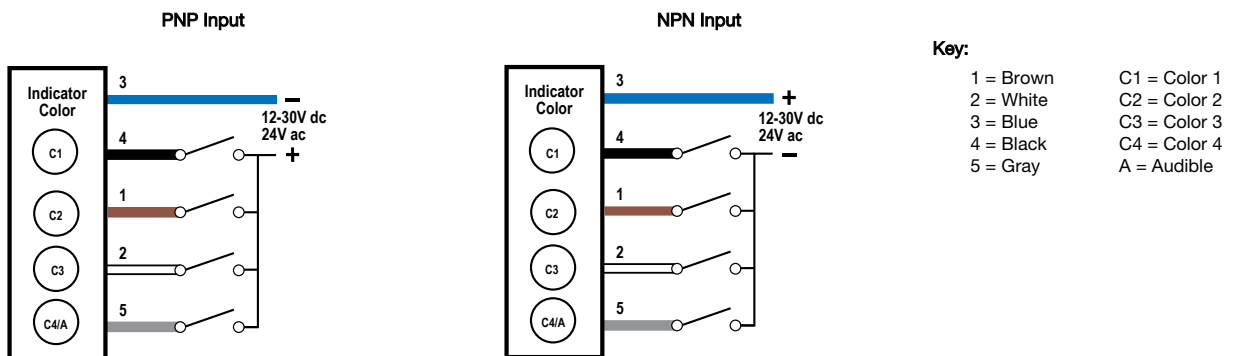 PNP Input
Indicator
Color
3
−
12-30V dc
24V ac
+
C1
4
C2
1
C3
2
C4/A
5
NPN Input
Indicator
Color
3
+
12-30V dc
24V ac
−
C1
4
C2
1
C3
2
C4/A
5
Key:
1 = Brown C1 = Color 1
2 = White C2 = Color 2
3 = Blue C3 = Color 3
4 = Black C4 = Color 4
5 = Gray A = Audible